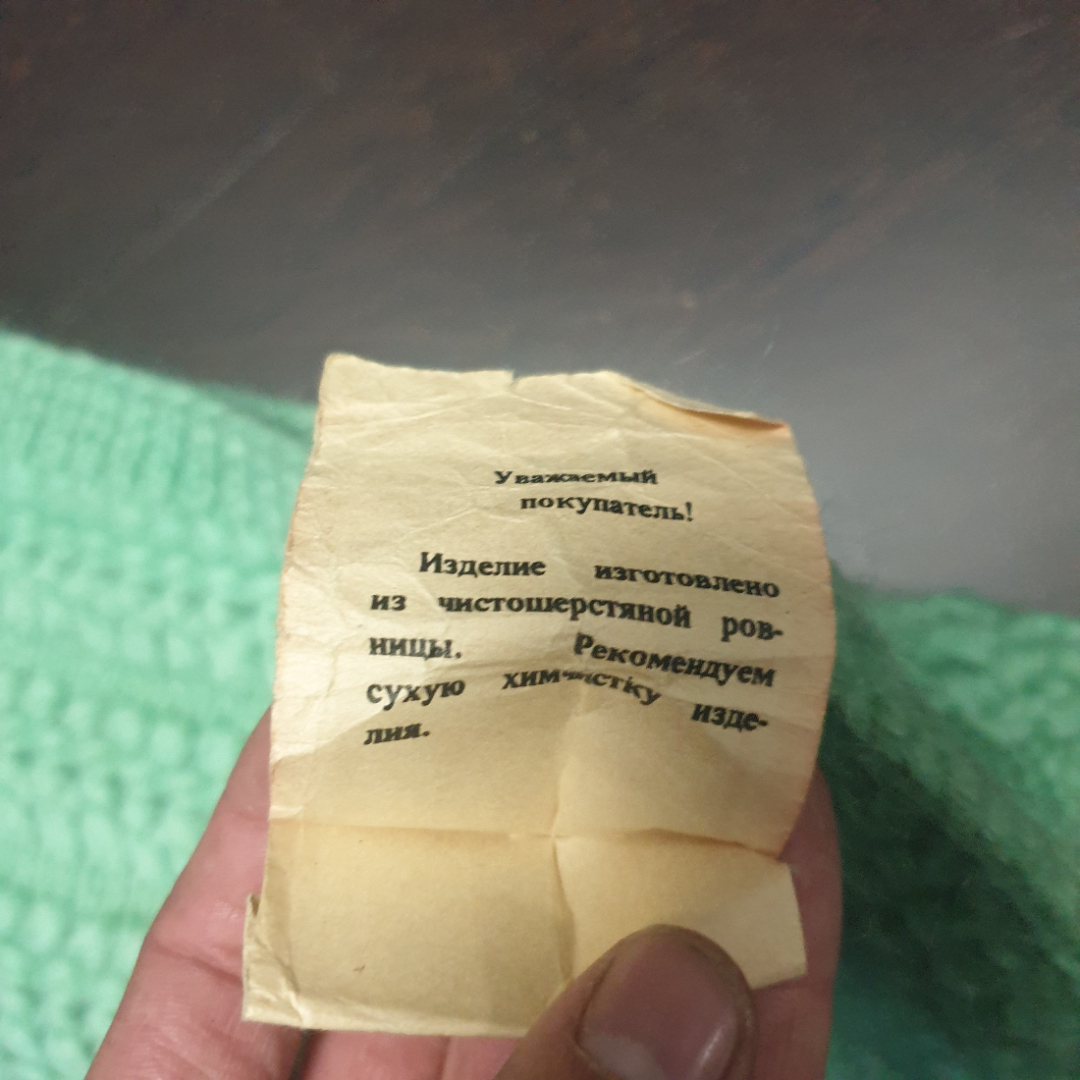 Уважаемый
покупатель!
Изделие изготовлено
из чистошерстяной ров-
ницы. Рекомендуем
сухую химчистку изде-
лия.